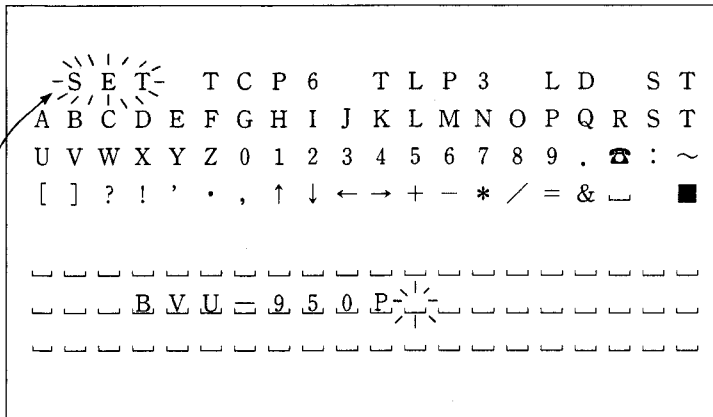 SET TCP6 TLP3 LD ST
A B C D E F G H I J K L M N O P Q R S T
U V W X Y Z 0 1 2 3 4 5 6 7 8 9 . ☎ : ~
[ ] ? ! ’ · , ↑ ↓ ← → + − * / = & ⎵ ■
BVU-950P